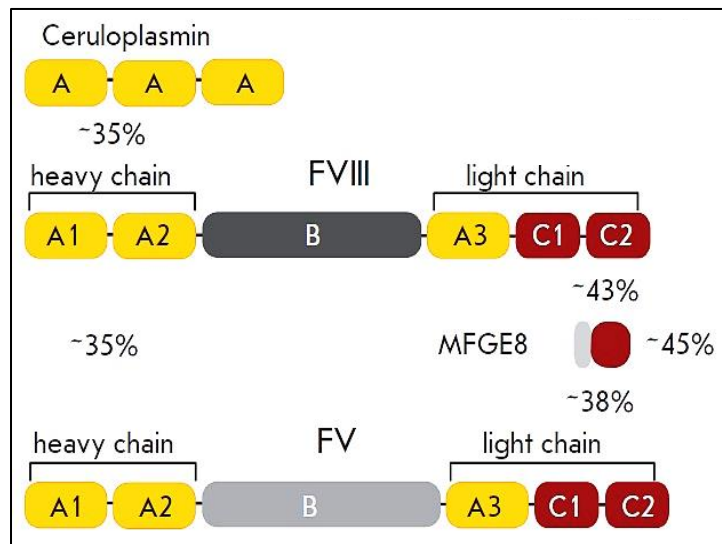 Ceruloplasmin
A A A
~35%
heavy chain FVIII light chain
A1 A2 B A3 C1 C2
~43%
~35% MFGE8 ~45%
~38%
heavy chain FV light chain
A1 A2 B A3 C1 C2